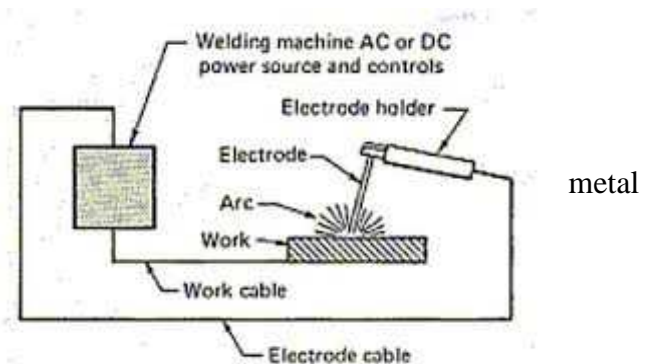 Welding machine AC or DC
power source and controls
Electrode holder
Electrode
metal
Arc
Work
Work cable
Electrode cable